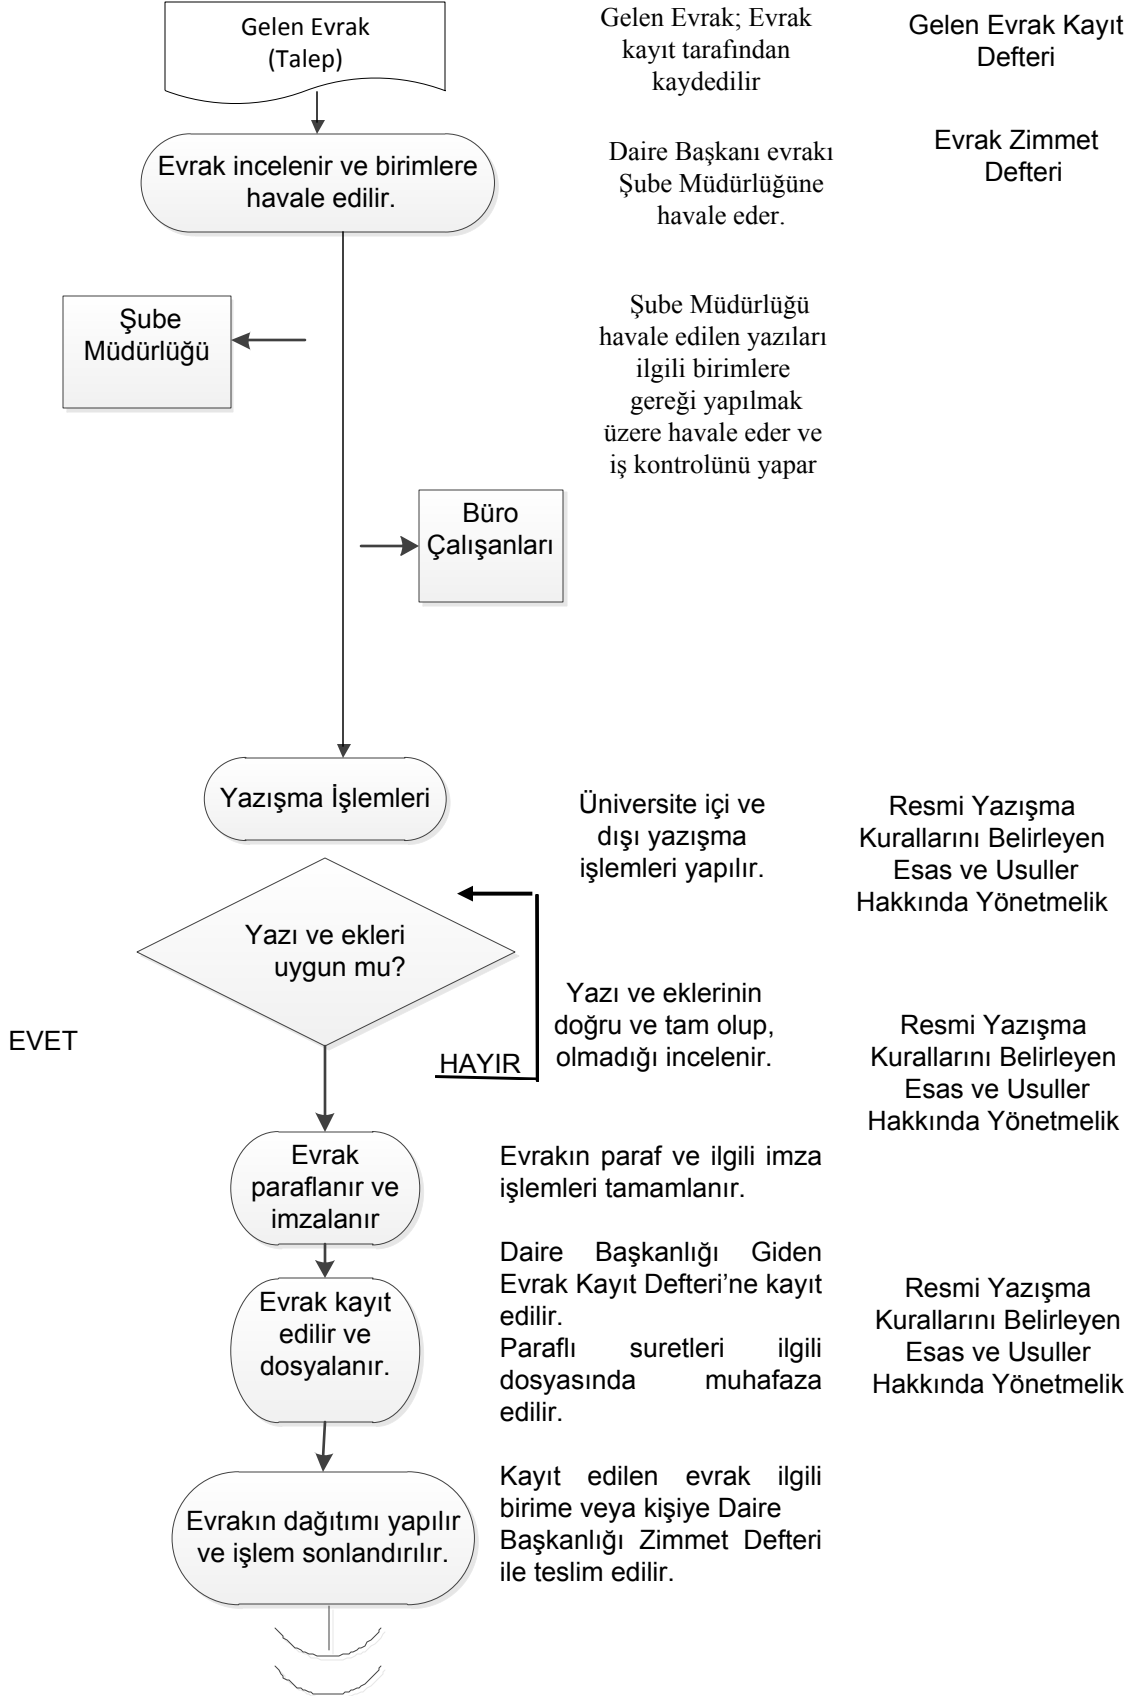 Gelen Evrak
(Talep)
Gelen Evrak; Evrak
kayıt tarafından
kaydedilir
Gelen Evrak Kayıt
Defteri
Evrak incelenir ve birimlere
havale edilir.
Daire Başkanı evrakı
Şube Müdürlüğüne
havale eder.
Evrak Zimmet
Defteri
Şube
Müdürlüğü
Şube Müdürlüğü
havale edilen yazıları
ilgili birimlere
gereği yapılmak
üzere havale eder ve
iş kontrolünü yapar
Büro
Çalışanları
Yazışma İşlemleri
Üniversite içi ve
dışı yazışma
işlemleri yapılır.
Resmi Yazışma
Kurallarını Belirleyen
Esas ve Usuller
Hakkında Yönetmelik
Yazı ve ekleri
uygun mu?
EVET
HAYIR
Yazı ve eklerinin
doğru ve tam olup,
olmadığı incelenir.
Resmi Yazışma
Kurallarını Belirleyen
Esas ve Usuller
Hakkında Yönetmelik
Evrak
paraflanır ve
imzalanır
Evrakın paraf ve ilgili imza
işlemleri tamamlanır.
Evrak kayıt
edilir ve
dosyalanır.
Daire Başkanlığı Giden
Evrak Kayıt Defteri’ne kayıt
edilir.
Paraflı suretleri ilgili
dosyasında muhafaza
edilir.
Resmi Yazışma
Kurallarını Belirleyen
Esas ve Usuller
Hakkında Yönetmelik
Evrakın dağıtımı yapılır
ve işlem sonlandırılır.
Kayıt edilen evrak ilgili
birime veya kişiye Daire
Başkanlığı Zimmet Defteri
ile teslim edilir.